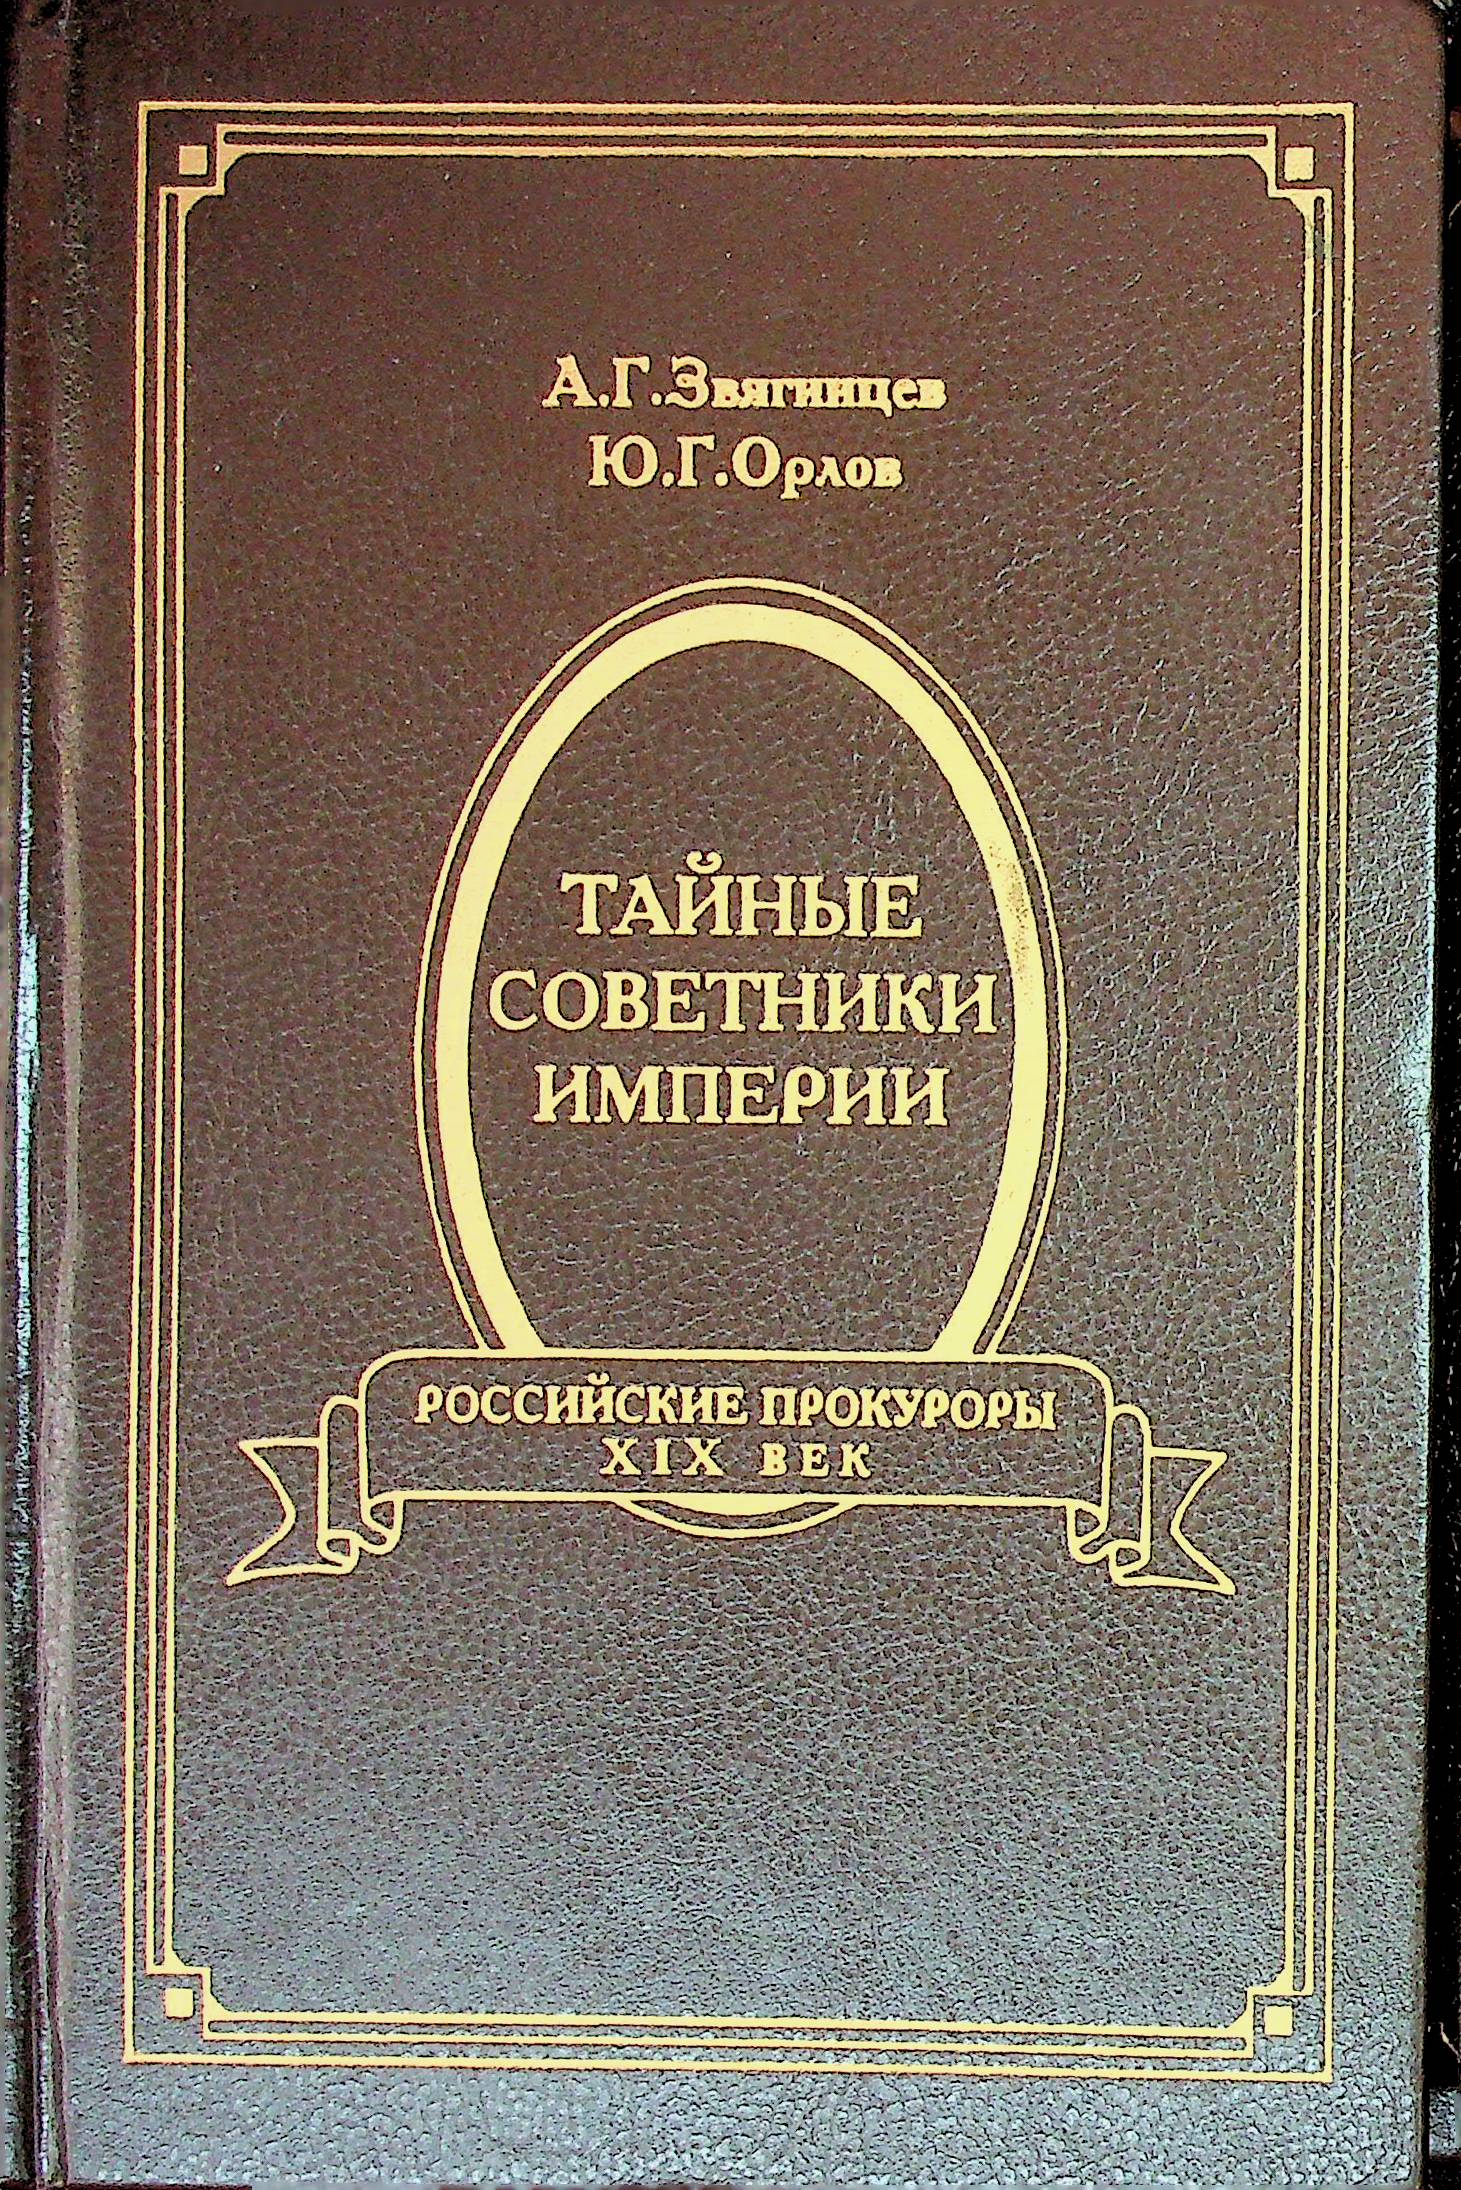 А.Г.Звягинцев
Ю.Г.Орлов
ТАЙНЫЕ
СОВЕТНИКИ
ИМПЕРИИ
РОССИЙСКИЕ ПРОКУРОРЫ
XIX ВЕК